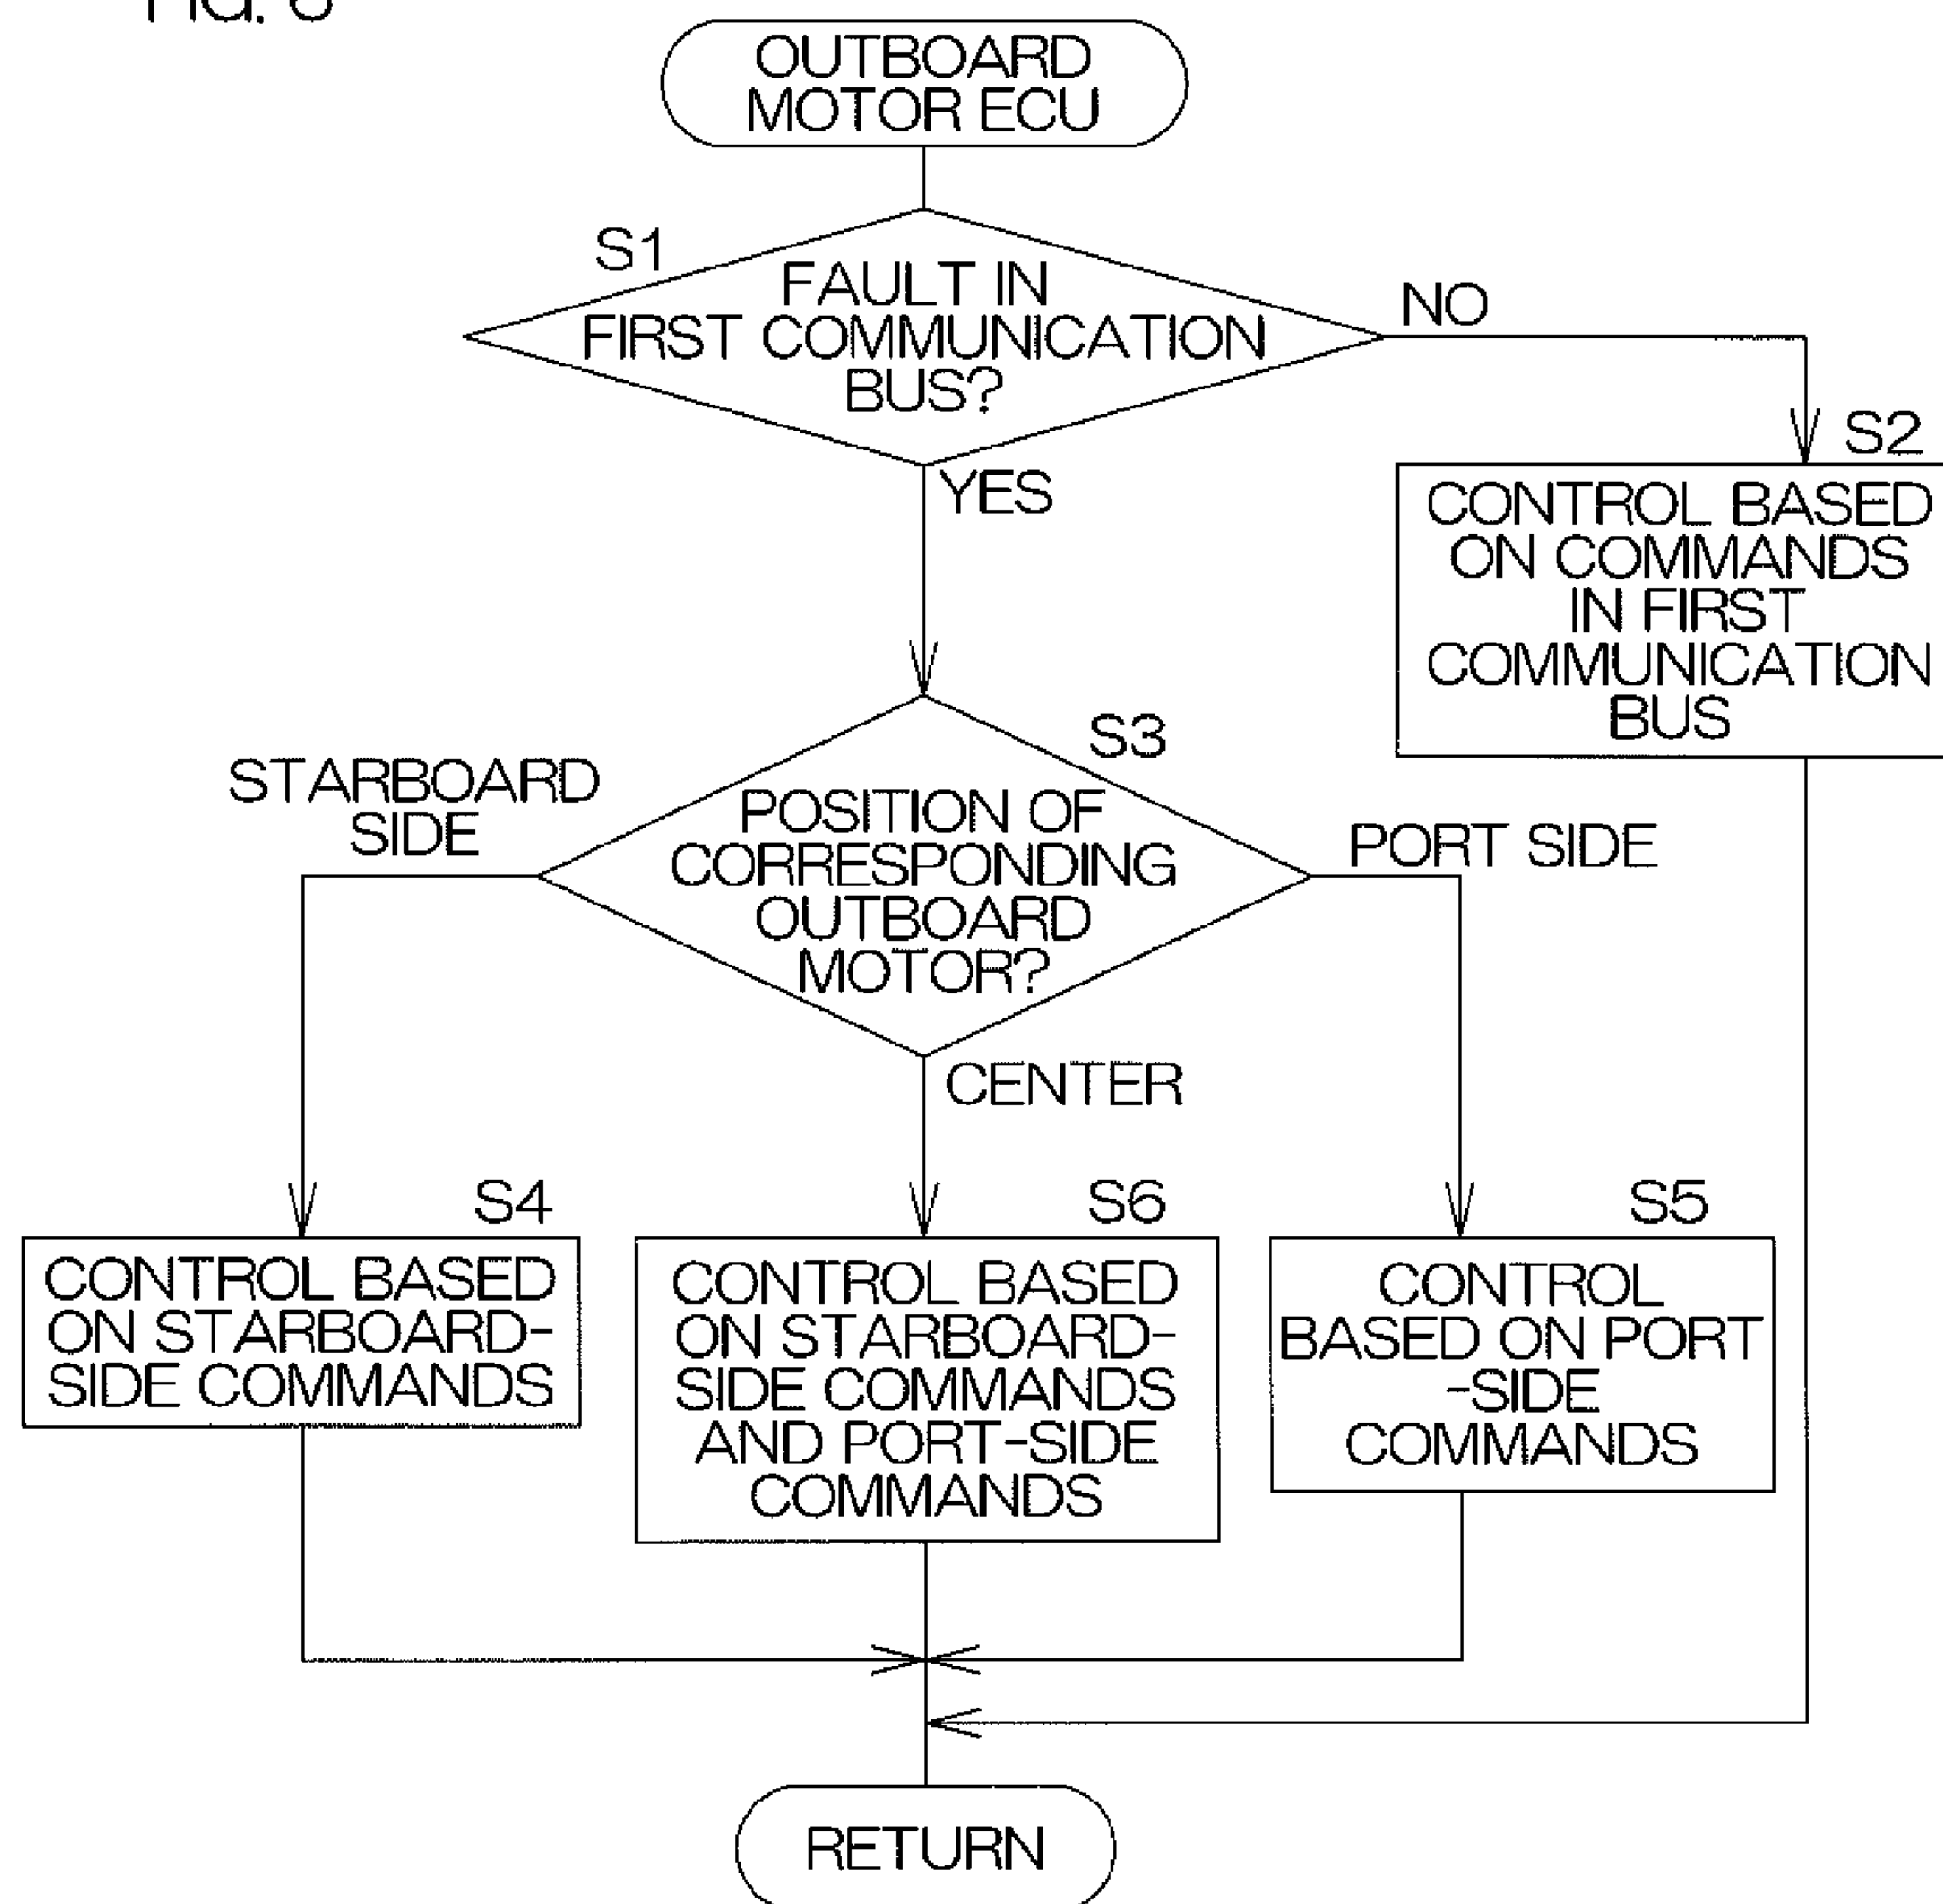 OUTBOARD
MOTOR ECU
S1
FAULT IN
FIRST COMMUNICATION
BUS?
NO
YES
S2
CONTROL BASED
ON COMMANDS
IN FIRST
COMMUNICATION
BUS
S3
STARBOARD
SIDE
POSITION OF
CORRESPONDING
OUTBOARD
MOTOR?
PORT SIDE
CENTER
S4
CONTROL BASED
ON STARBOARD-
SIDE COMMANDS
S6
CONTROL BASED
ON STARBOARD-
SIDE COMMANDS
AND PORT-SIDE
COMMANDS
S5
CONTROL
BASED ON PORT
-SIDE
COMMANDS
RETURN